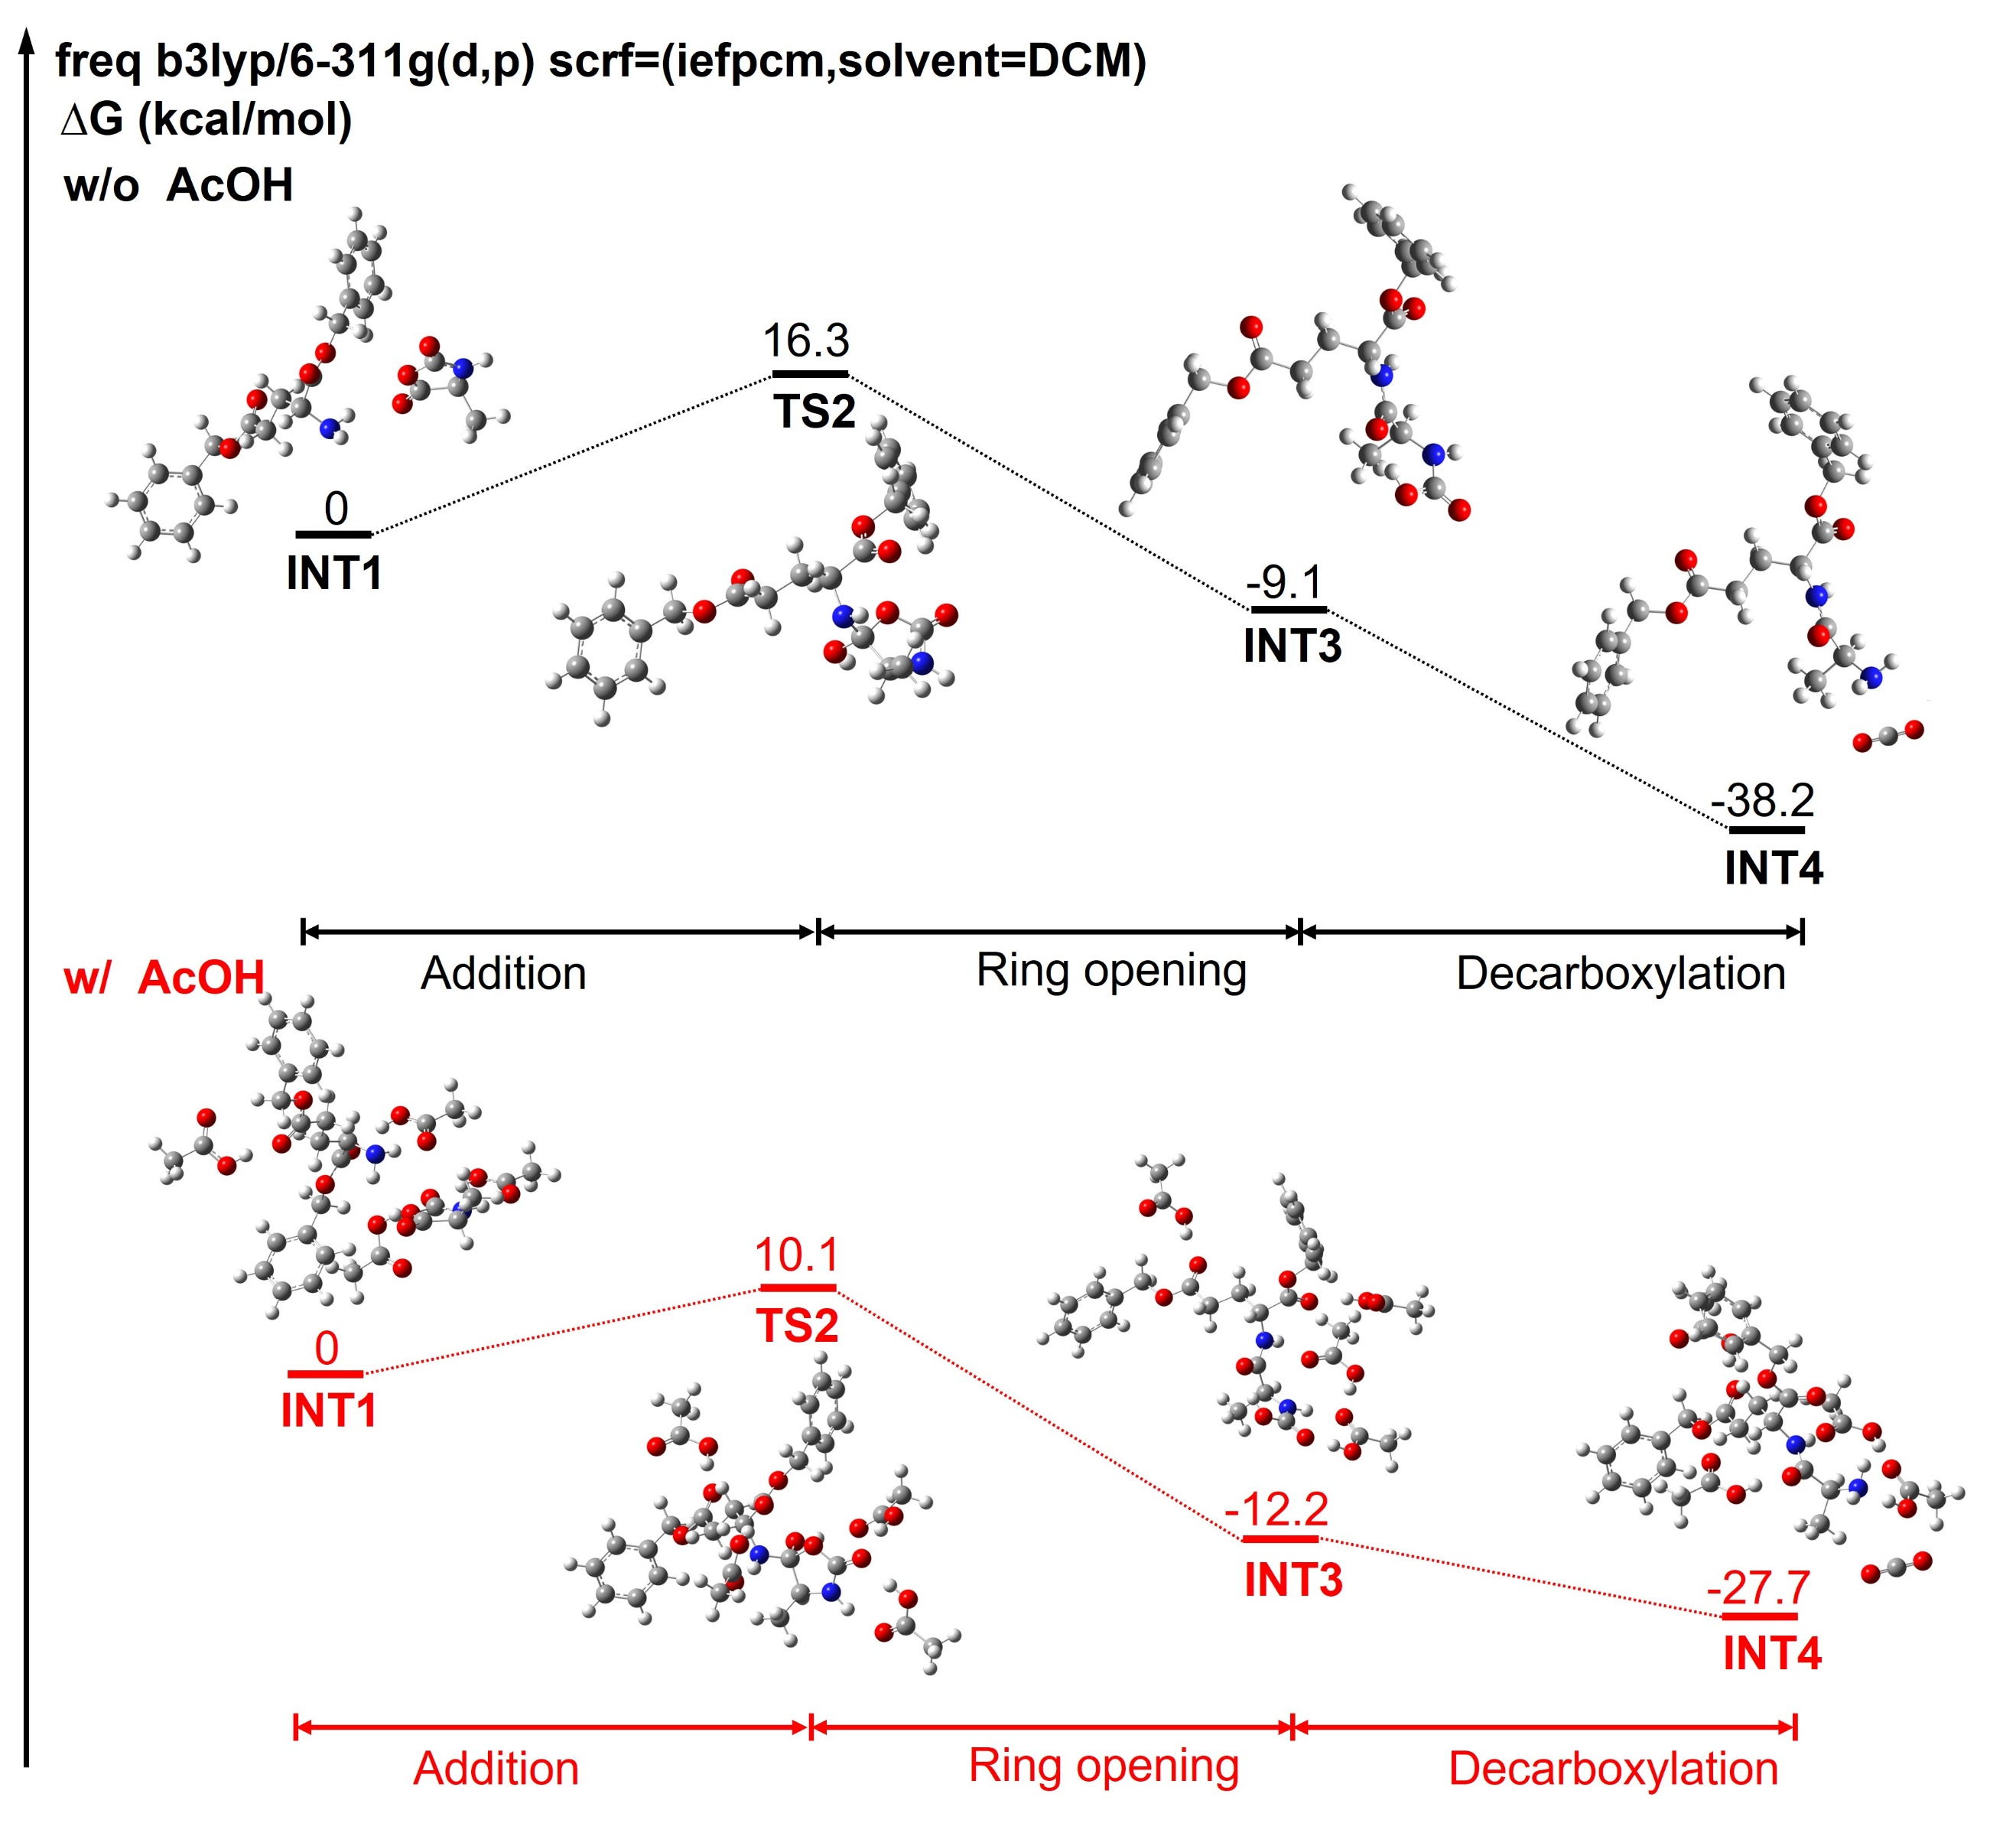 freq b3lyp/6-311g(d,p) scrf=(iefpcm,solvent=DCM)
ΔG (kcal/mol)
w/o AcOH
0
INT1
16.3
TS2
-9.1
INT3
-38.2
INT4
Addition
Ring opening
Decarboxylation
w/ AcOH
0
INT1
10.1
TS2
-12.2
INT3
-27.7
INT4
Addition
Ring opening
Decarboxylation